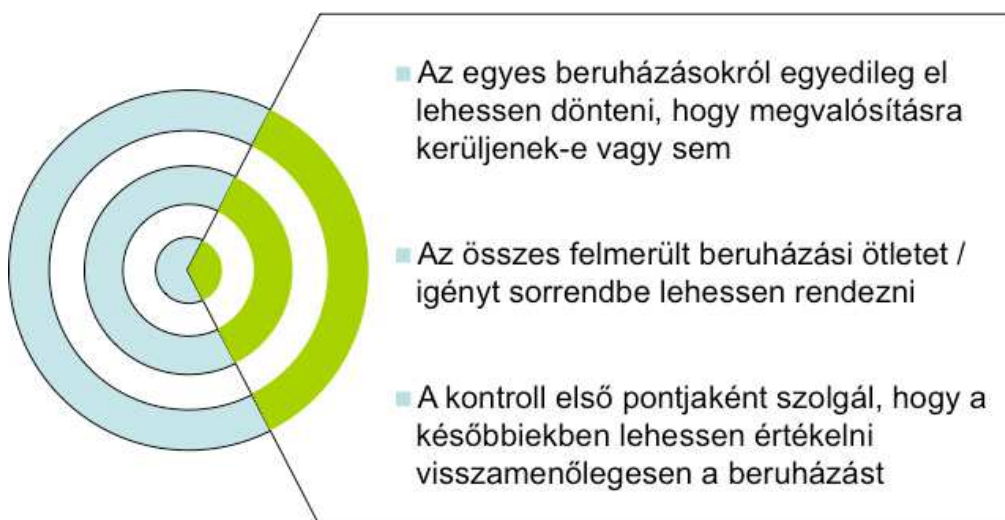 Az egyes beruházásokról egyedileg el
lehessen dönteni, hogy megvalósításra
kerüljenek-e vagy sem
Az összes felmerült beruházási ötletet /
igényt sorrendbe lehessen rendezni
A kontroll első pontjaként szolgál, hogy a
későbbiekben lehessen értékelni
visszamenőlegesen a beruházást